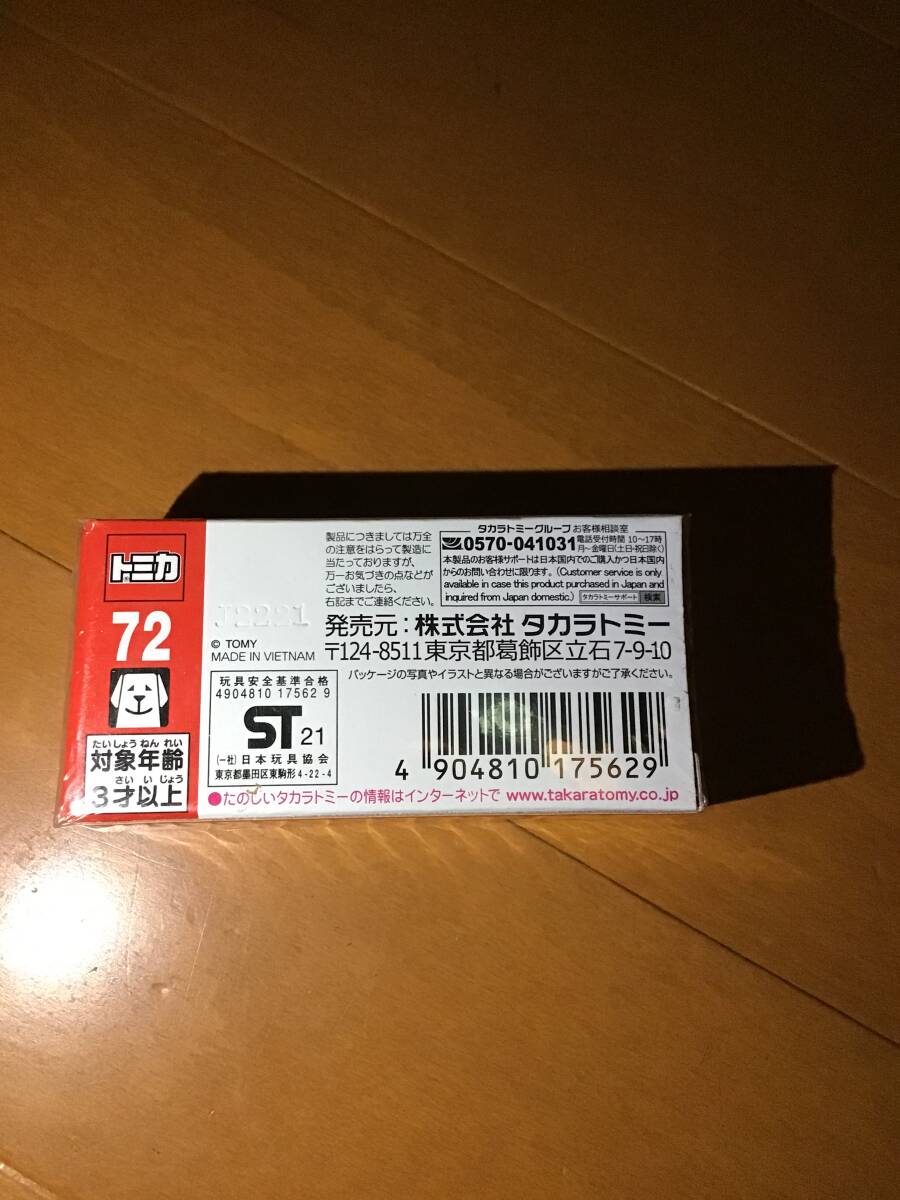 トミカ
72
たいしょうねんれい
対象年齢
さいいじょう
3才以上
J2221
© TOMY
MADE IN VIETNAM
製品につきましては万全
の注意をはらって製造に
当たっておりますが、
万一お気づきの点などが
ございましたら、
右記までご連絡ください。
タカラトミーグループ お客様相談室
0570-041031
電話受付時間 10〜17時
月〜金曜日(土・日・祝日除く)
本製品のお客様サポートは日本国内でのご購入かつ日本国内
からのお問い合わせに限ります。(Customer service is only
available in case this product purchased in Japan and
inquired from Japan domestic.)
タカラトミーサポート 検索
発売元:株式会社 タカラトミー
〒124-8511 東京都葛飾区立石7-9-10
パッケージの写真やイラストと異なる場合がございますがご了承ください。
玩具安全基準合格
4904810 17562 9
ST 21
(一社)日本玩具協会
東京都墨田区東駒形4-22-4
4 904810 175629
●たのしいタカラトミーの情報はインターネットで www.takaratomy.co.jp